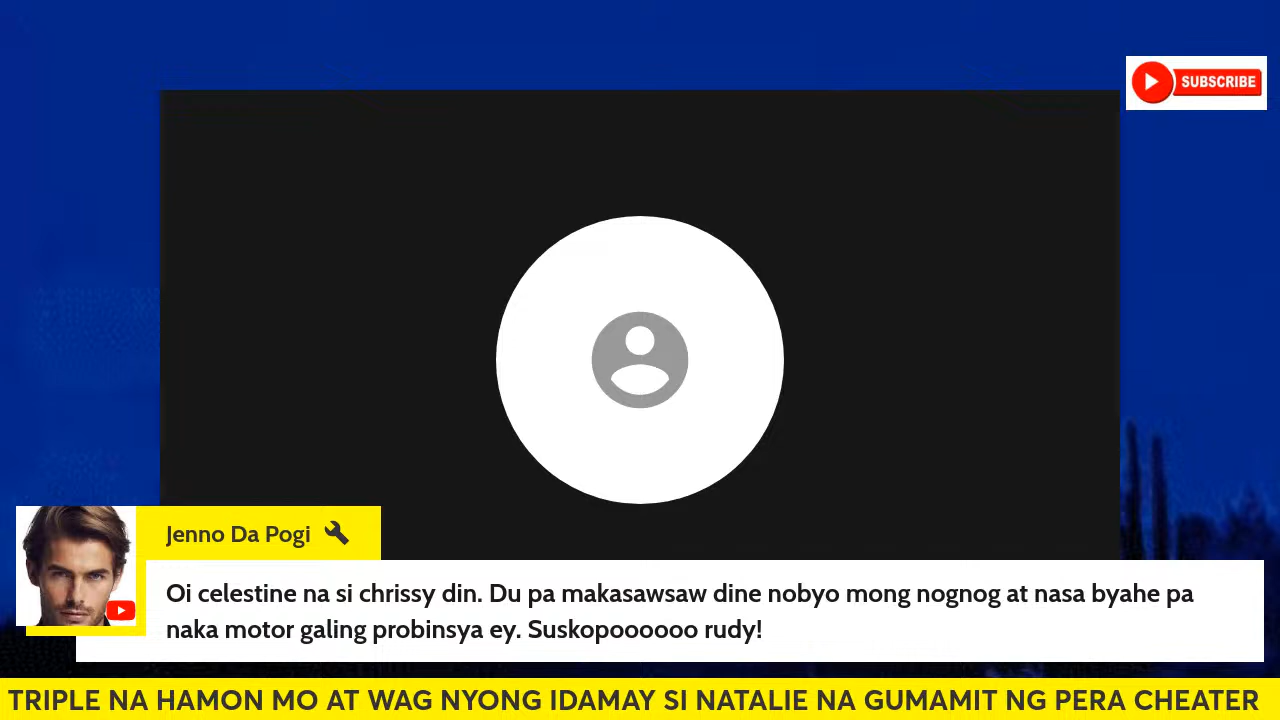 SUBSCRIBE
Jenno Da Pogi
Oi celestine na si chrissy din. Du pa makasawsaw dine nobyo mong nognog at nasa byahe pa
naka motor galing probinsya ey. Suskopoooooo rudy!
TRIPLE NA HAMON MO AT WAG NYONG IDAMAY SI NATALIE NA GUMAMIT NG PERA CHEATER